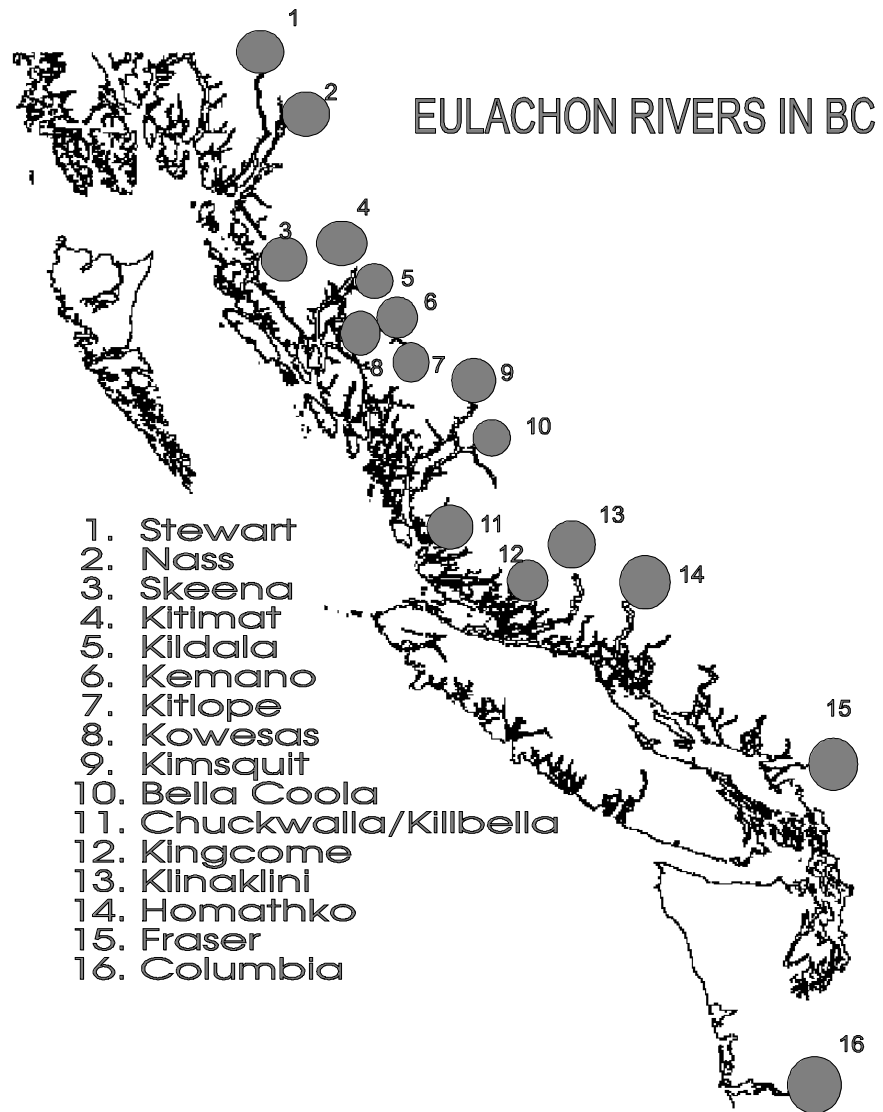 1
2
EULACHON RIVERS IN BC
4
3
5
6
8
7
9
10
11
13
12
14
1. Stewart
2. Nass
3. Skeena
4. Kitimat
5. Kildala
6. Kemano
7. Kitlope
8. Kowesas
9. Kimsquit
10. Bella Coola
11. Chuckwalla/Killbella
12. Kingcome
13. Klinaklini
14. Homathko
15. Fraser
16. Columbia
15
16